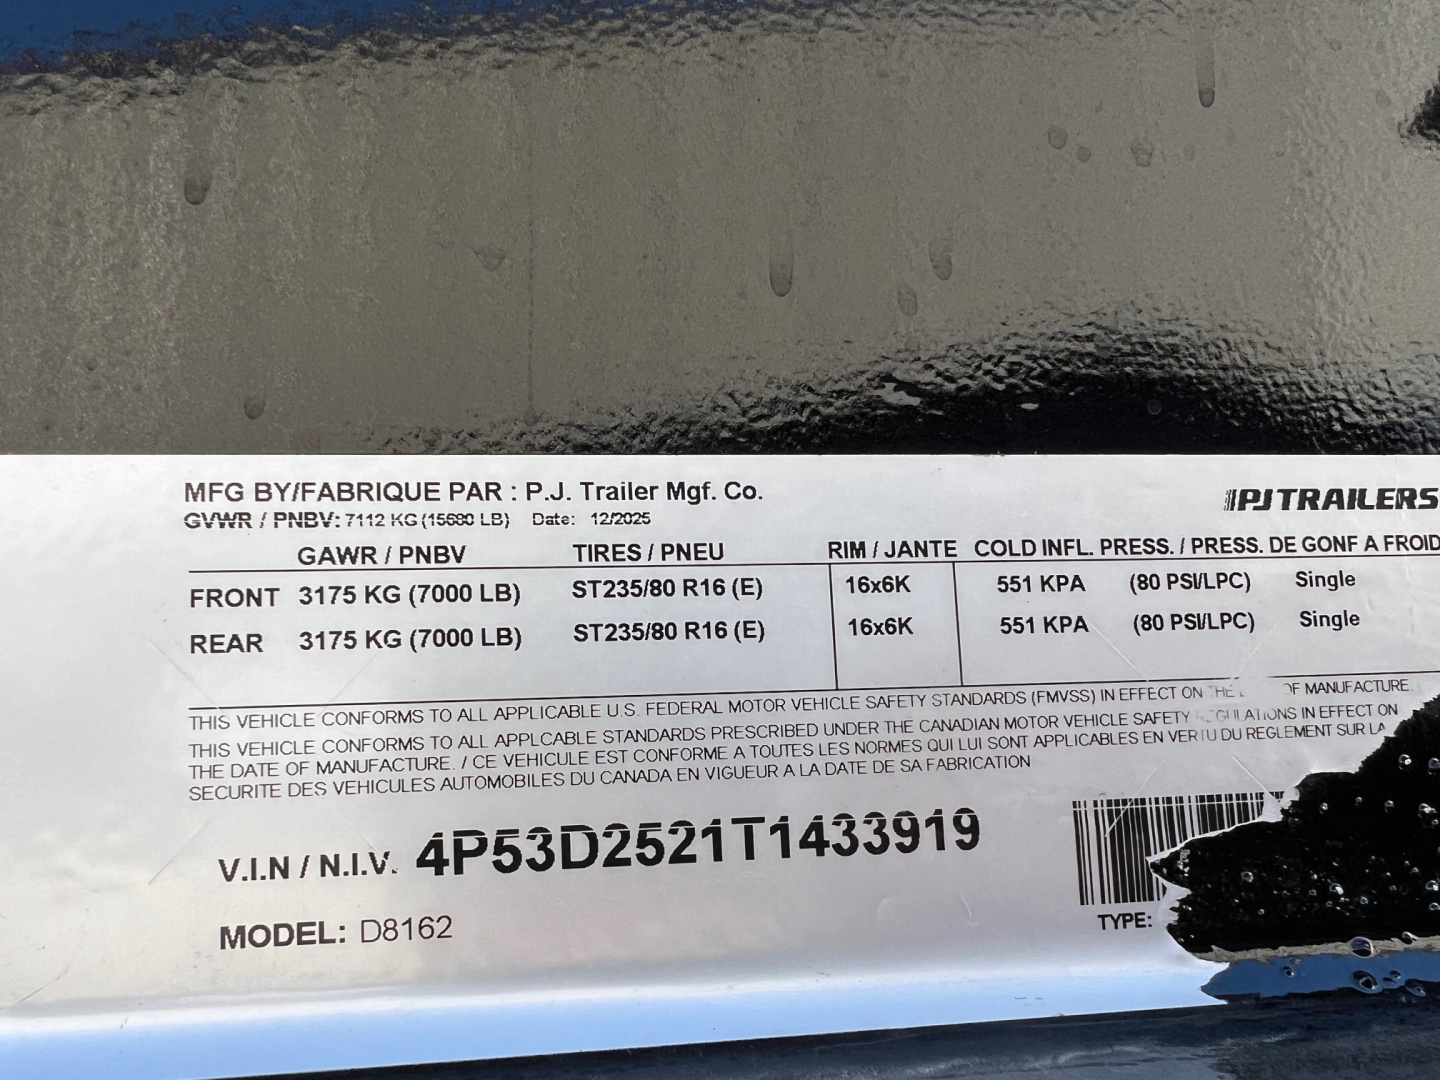 MFG BY/FABRIQUE PAR : P.J. Trailer Mfg. Co.
PJTRAILERS
GVWR / PNBV: 7112 KG (15680 LB) Date: 12/2025
GAWR / PNBV TIRES / PNEU RIM / JANTE COLD INFL. PRESS. / PRESS. DE GONF A FROID
FRONT 3175 KG (7000 LB) ST235/80 R16 (E) 16x6K 551 KPA (80 PSI/LPC) Single
REAR 3175 KG (7000 LB) ST235/80 R16 (E) 16x6K 551 KPA (80 PSI/LPC) Single
THIS VEHICLE CONFORMS TO ALL APPLICABLE U.S. FEDERAL MOTOR VEHICLE SAFETY STANDARDS (FMVSS) IN EFFECT ON THE OF MANUFACTURE.
THIS VEHICLE CONFORMS TO ALL APPLCABLE STANDARDS PRESCRIBED UNDER THE CANADIAN MOTOR VEHICLE SAFETY REGULATIONS IN EFFECT ON
THE DATE OF MANUFACTURE. / CE VEHICULE EST CONFORME A TOUTES LES NORMES QUI LUI SONT APPLICABLES EN VERTU DU REGLEMENT SUR LA
SECURITE DES VEHICULES AUTOMOBILES DU CANADA EN VIGUEUR A LA DATE DE SA FABRICATION
V.I.N / N.I.V. 4P53D2521T1433919
MODEL: D8162
TYPE: